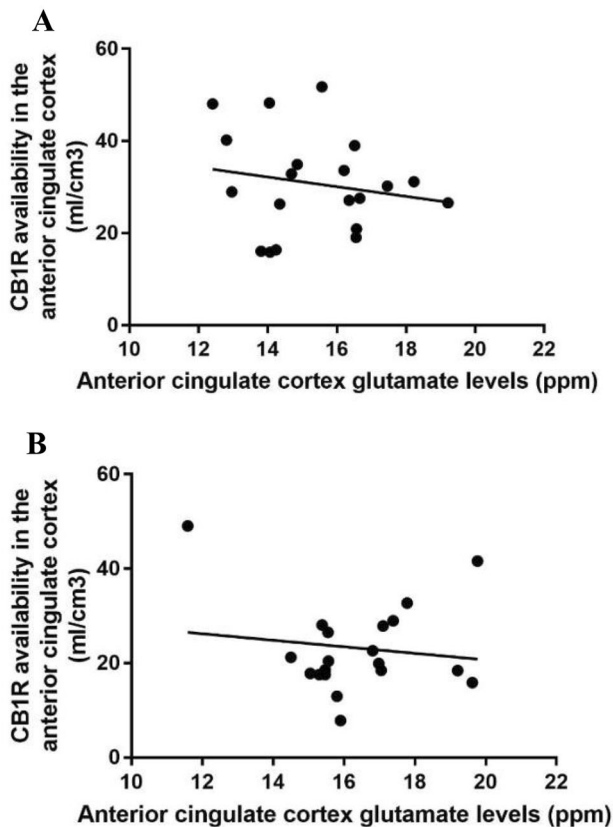 A
CB1R availability in the
anterior cingulate cortex
(ml/cm3)
60
40
20
0
10 12 14 16 18 20 22
Anterior cingulate cortex glutamate levels (ppm)
B
CB1R availability in the
anterior cingulate cortex
(ml/cm3)
60
40
20
0
10 12 14 16 18 20 22
Anterior cingulate cortex glutamate levels (ppm)